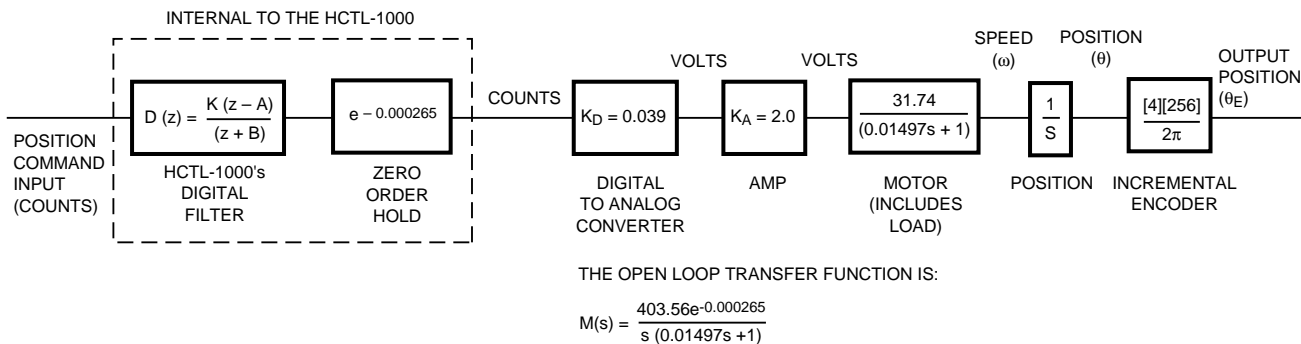 INTERNAL TO THE HCTL-1000
POSITION
COMMAND
INPUT
(COUNTS)
D (z) = K (z – A) / (z + B)
HCTL-1000's
DIGITAL
FILTER
e – 0.000265
ZERO
ORDER
HOLD
COUNTS
K_D = 0.039
DIGITAL
TO ANALOG
CONVERTER
VOLTS
K_A = 2.0
AMP
VOLTS
31.74 / (0.01497s + 1)
MOTOR
(INCLUDES
LOAD)
SPEED
(ω)
1 / S
POSITION
POSITION
(θ)
[4][256] / 2π
INCREMENTAL
ENCODER
OUTPUT
POSITION
(θE)
THE OPEN LOOP TRANSFER FUNCTION IS:
M(s) = 403.56e-0.000265 / s (0.01497s +1)